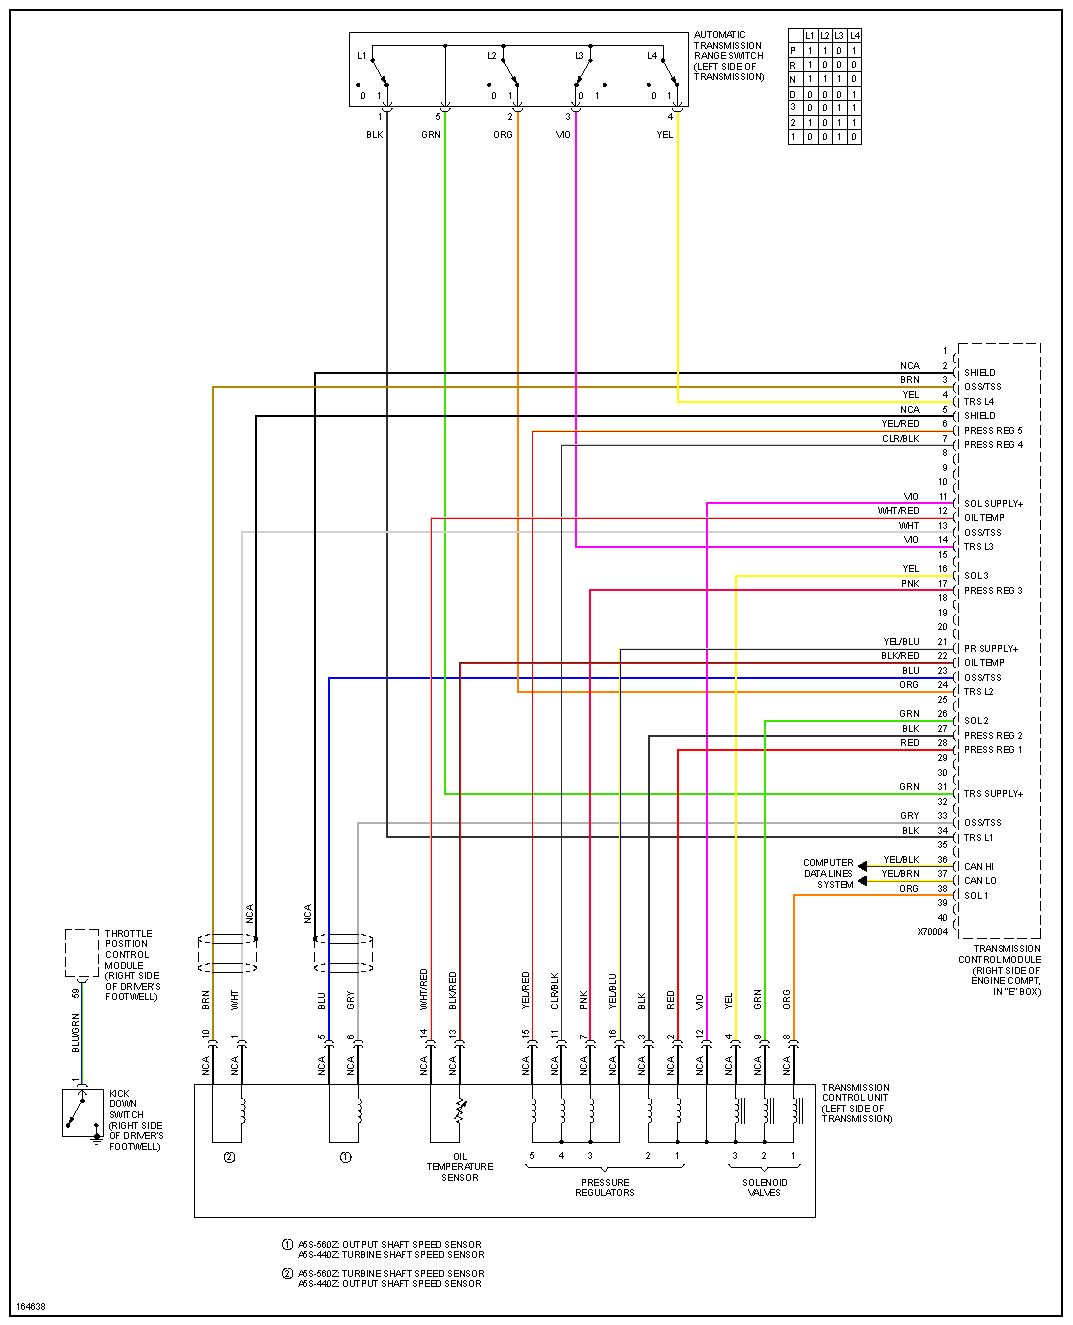 AUTOMATIC
TRANSMISSION
RANGE SWITCH
(LEFT SIDE OF
TRANSMISSION)
L1 L2 L3 L4
0 1 0 1 0 1 0 1
1 5 2 3 4
BLK GRN ORG VIO YEL
L1 L2 L3 L4
P 1 1 0 1
R 1 0 0 0
N 1 1 1 0
D 0 0 0 1
3 0 0 1 1
2 1 0 1 1
1 0 0 1 0
1
NCA 2 SHIELD
BRN 3 OSS/TSS
YEL 4 TRS L4
NCA 5 SHIELD
YEL/RED 6 PRESS REG 5
CLR/BLK 7 PRESS REG 4
8
9
10
VIO 11 SOL SUPPLY+
WHT/RED 12 OIL TEMP
WHT 13 OSS/TSS
VIO 14 TRS L3
15
YEL 16 SOL 3
PNK 17 PRESS REG 3
18
19
20
YEL/BLU 21 PR SUPPLY+
BLK/RED 22 OIL TEMP
BLU 23 OSS/TSS
ORG 24 TRS L2
25
GRN 26 SOL 2
BLK 27 PRESS REG 2
RED 28 PRESS REG 1
29
30
GRN 31 TRS SUPPLY+
32
GRY 33 OSS/TSS
BLK 34 TRS L1
35
YEL/BLK 36 CAN HI
YEL/BRN 37 CAN LO
ORG 38 SOL 1
39
40
X70004
COMPUTER
DATA LINES
SYSTEM
TRANSMISSION
CONTROL MODULE
(RIGHT SIDE OF
ENGINE COMPT,
IN "E" BOX)
THROTTLE
POSITION
CONTROL
MODULE
(RIGHT SIDE
OF DRIVER'S
FOOTWELL)
59
BLU/GRN
1
KICK
DOWN
SWITCH
(RIGHT SIDE
OF DRIVER'S
FOOTWELL)
NCA NCA
BRN WHT BLU GRY WHT/RED BLK/RED YEL/RED CLR/BLK PNK YEL/BLU BLK RED VIO YEL GRN ORG
10 1 5 6 14 13 15 11 7 16 3 2 12 4 9 8
NCA NCA NCA NCA NCA NCA NCA NCA NCA NCA NCA NCA NCA NCA NCA NCA
TRANSMISSION
CONTROL UNIT
(LEFT SIDE OF
TRANSMISSION)
2 1
OIL
TEMPERATURE
SENSOR
5 4 3 2 1
PRESSURE
REGULATORS
3 2 1
SOLENOID
VALVES
1 A5S-560Z: OUTPUT SHAFT SPEED SENSOR
A5S-440Z: TURBINE SHAFT SPEED SENSOR
2 A5S-560Z: TURBINE SHAFT SPEED SENSOR
A5S-440Z: OUTPUT SHAFT SPEED SENSOR
164638